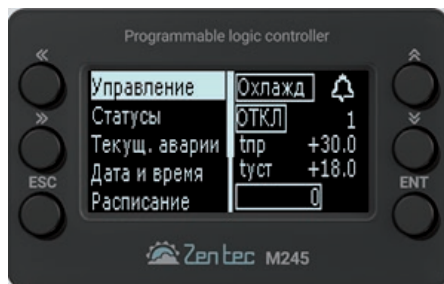 Programmable logic controller
«
»
ESC
ENT
Управление
Статусы
Текущ. аварии
Дата и время
Расписание
Охлажд
ОТКЛ 1
tпр +30.0
tуст +18.0
0
Zentec M245